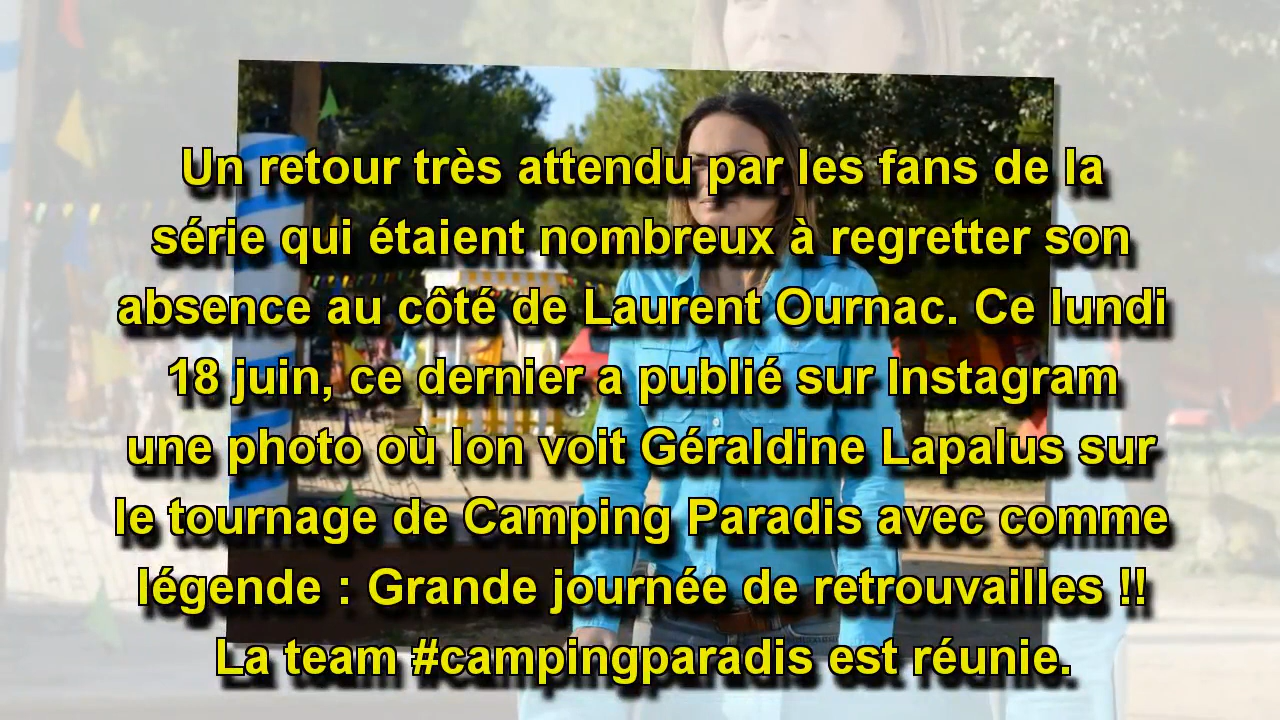 Un retour très attendu par les fans de la
série qui étaient nombreux à regretter son
absence au côté de Laurent Ournac. Ce lundi
18 juin, ce dernier a publié sur Instagram
une photo où lon voit Géraldine Lapalus sur
le tournage de Camping Paradis avec comme
légende : Grande journée de retrouvailles !!
La team #campingparadis est réunie.